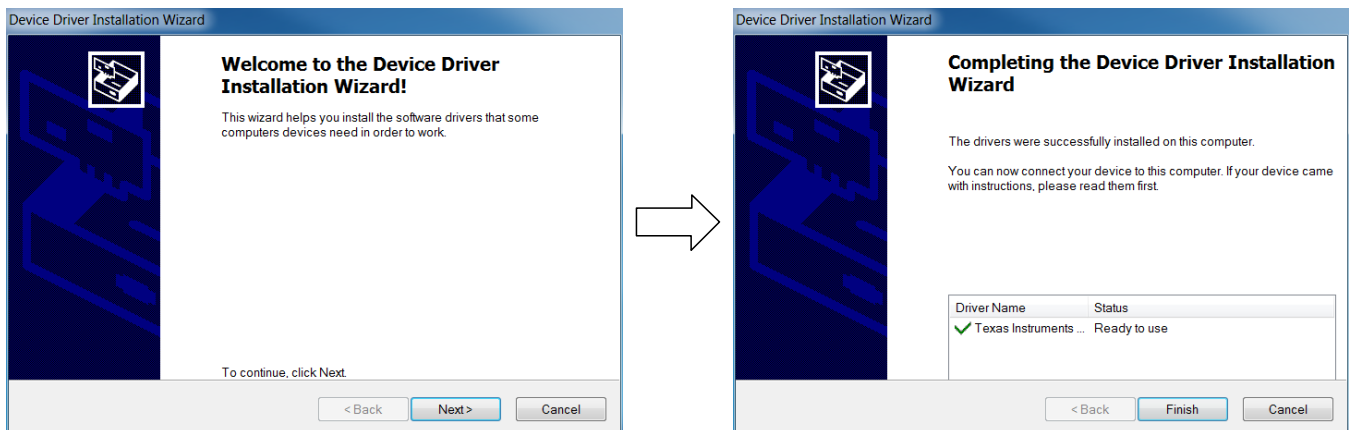 Device Driver Installation Wizard
Welcome to the Device Driver
Installation Wizard!
This wizard helps you install the software drivers that some
computers devices need in order to work.
To continue, click Next.
< Back
Next >
Cancel
Device Driver Installation Wizard
Completing the Device Driver Installation
Wizard
The drivers were successfully installed on this computer.
You can now connect your device to this computer. If your device came
with instructions, please read them first.
Driver Name Status
Texas Instruments ... Ready to use
< Back
Finish
Cancel